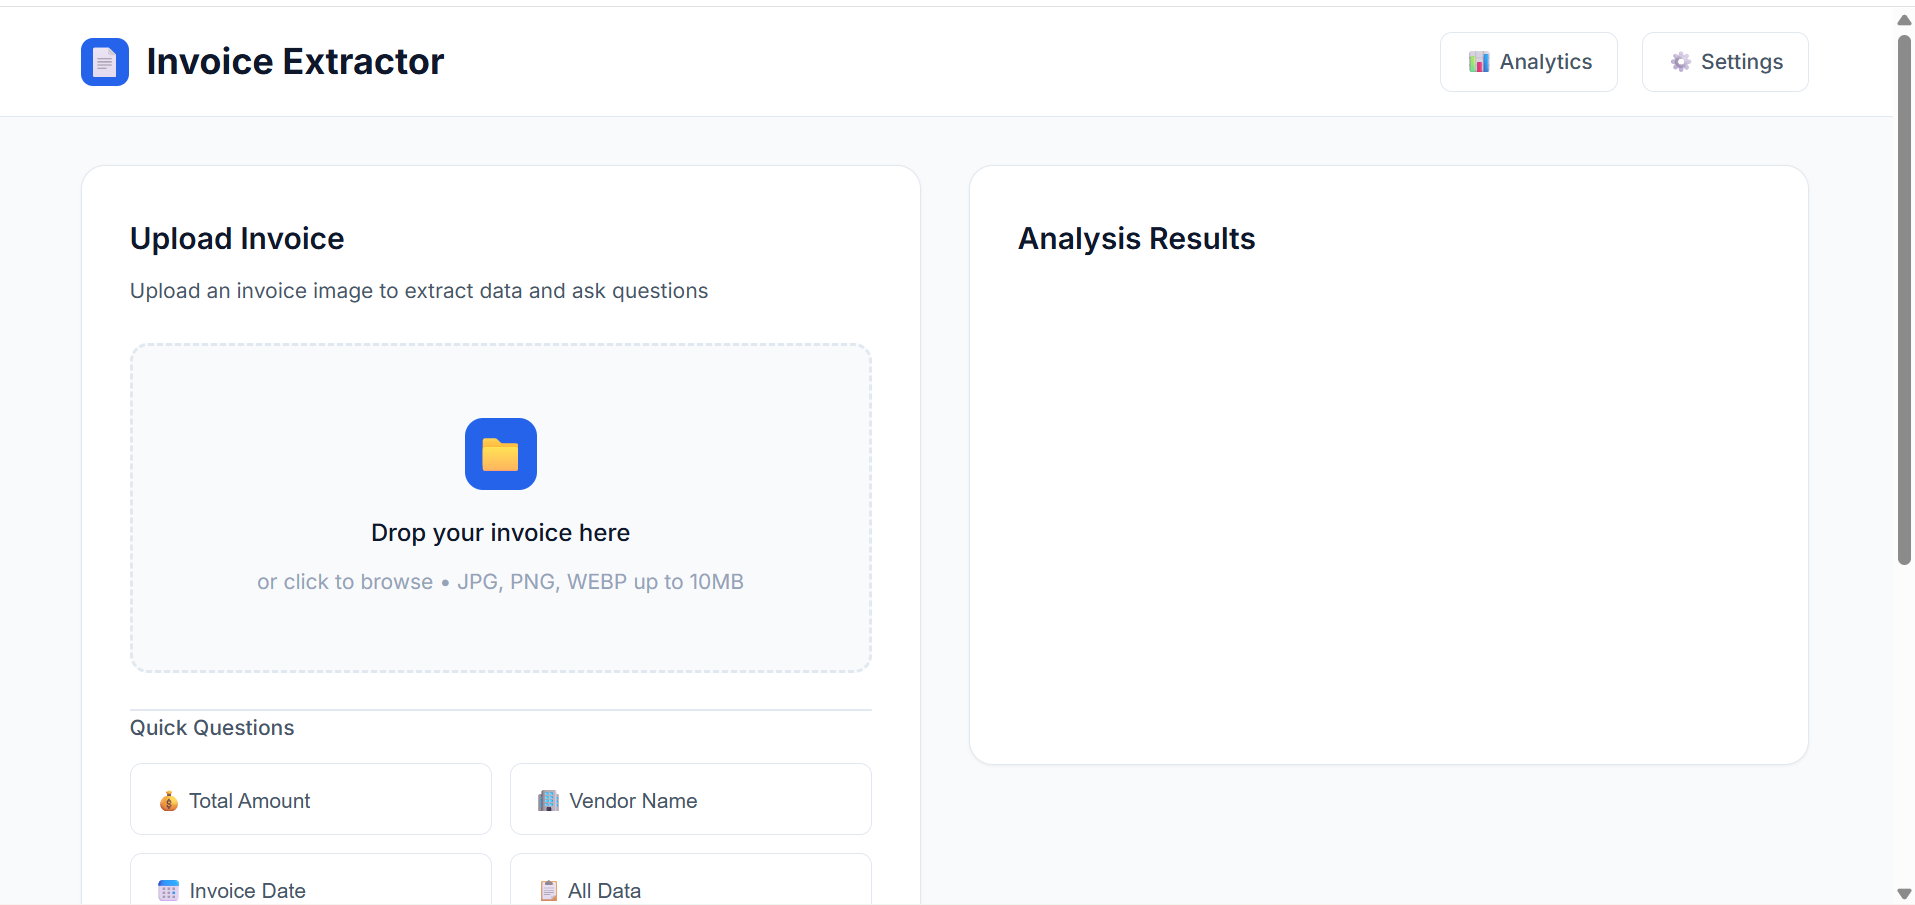 Invoice Extractor
Analytics
Settings
Upload Invoice
Upload an invoice image to extract data and ask questions
Drop your invoice here
or click to browse • JPG, PNG, WEBP up to 10MB
Quick Questions
Total Amount
Vendor Name
Invoice Date
All Data
Analysis Results